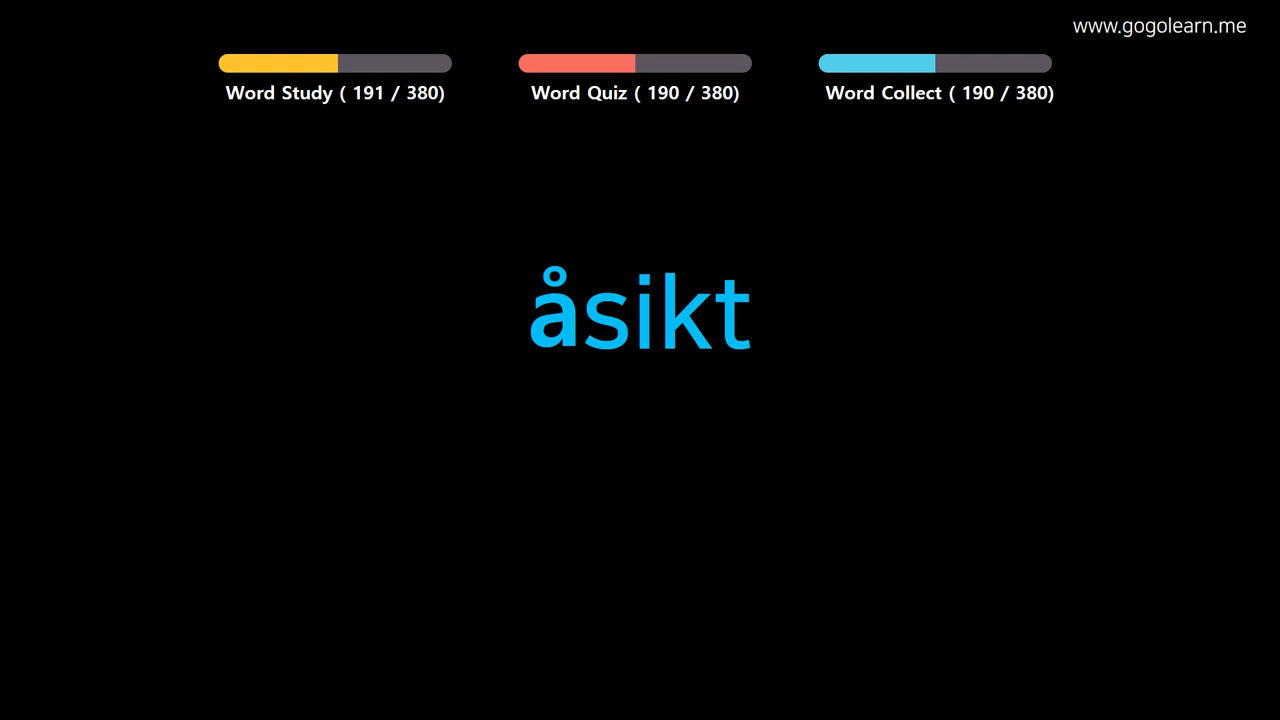 www.gogolearn.me
Word Study ( 191 / 380)
Word Quiz ( 190 / 380)
Word Collect ( 190 / 380)
åsikt